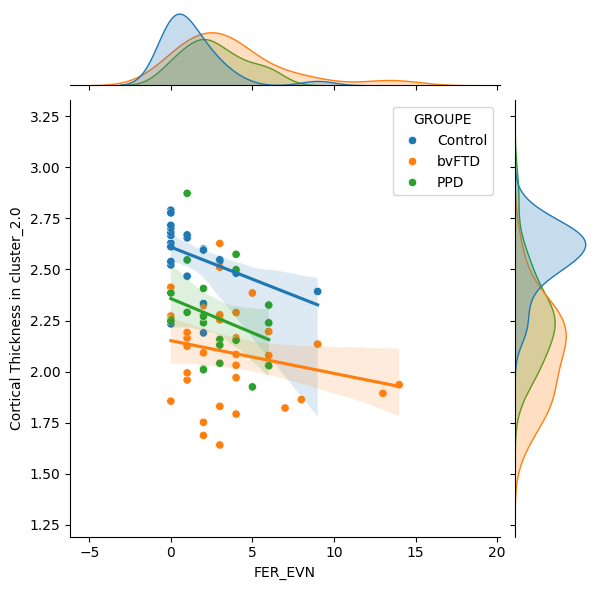 GROUPE
Control
bvFTD
PPD
3.25
3.00
2.75
2.50
2.25
2.00
1.75
1.50
1.25
Cortical Thickness in cluster_2.0
−5
0
5
10
15
20
FER_EVN